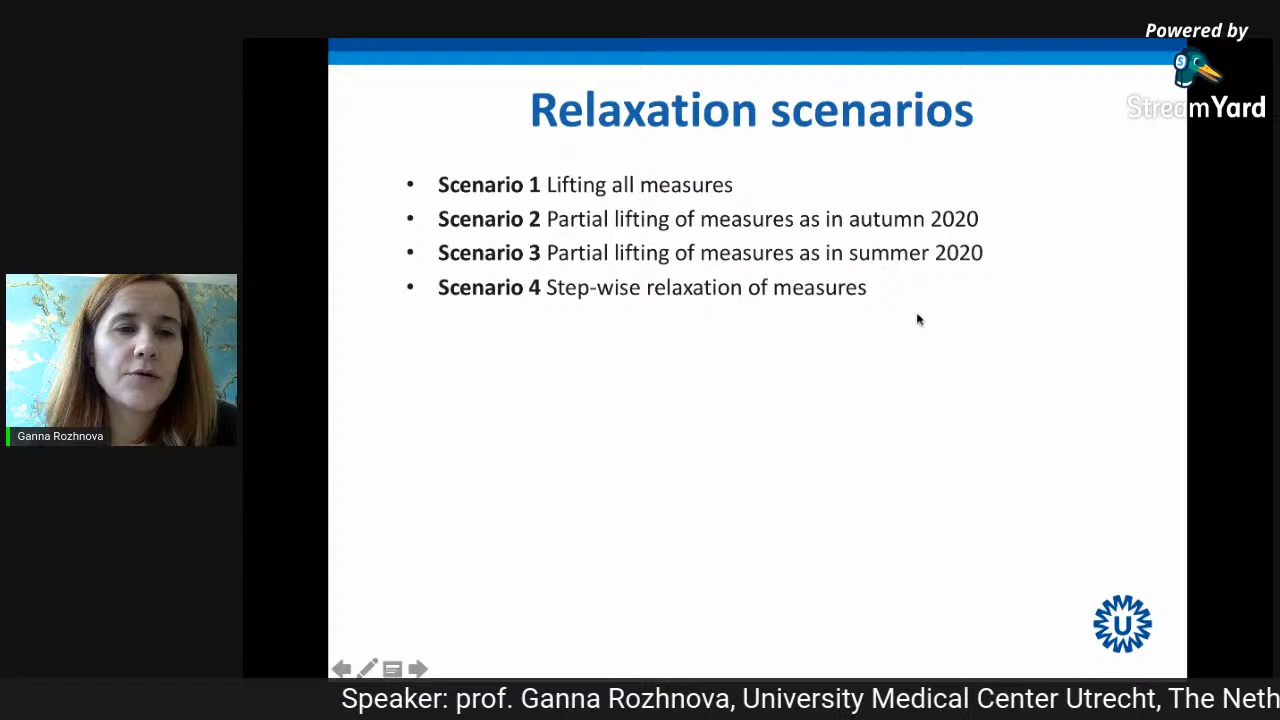 Powered by
StreamYard
Relaxation scenarios
• Scenario 1 Lifting all measures
• Scenario 2 Partial lifting of measures as in autumn 2020
• Scenario 3 Partial lifting of measures as in summer 2020
• Scenario 4 Step-wise relaxation of measures
Ganna Rozhnova
U
Speaker: prof. Ganna Rozhnova, University Medical Center Utrecht, The Neth